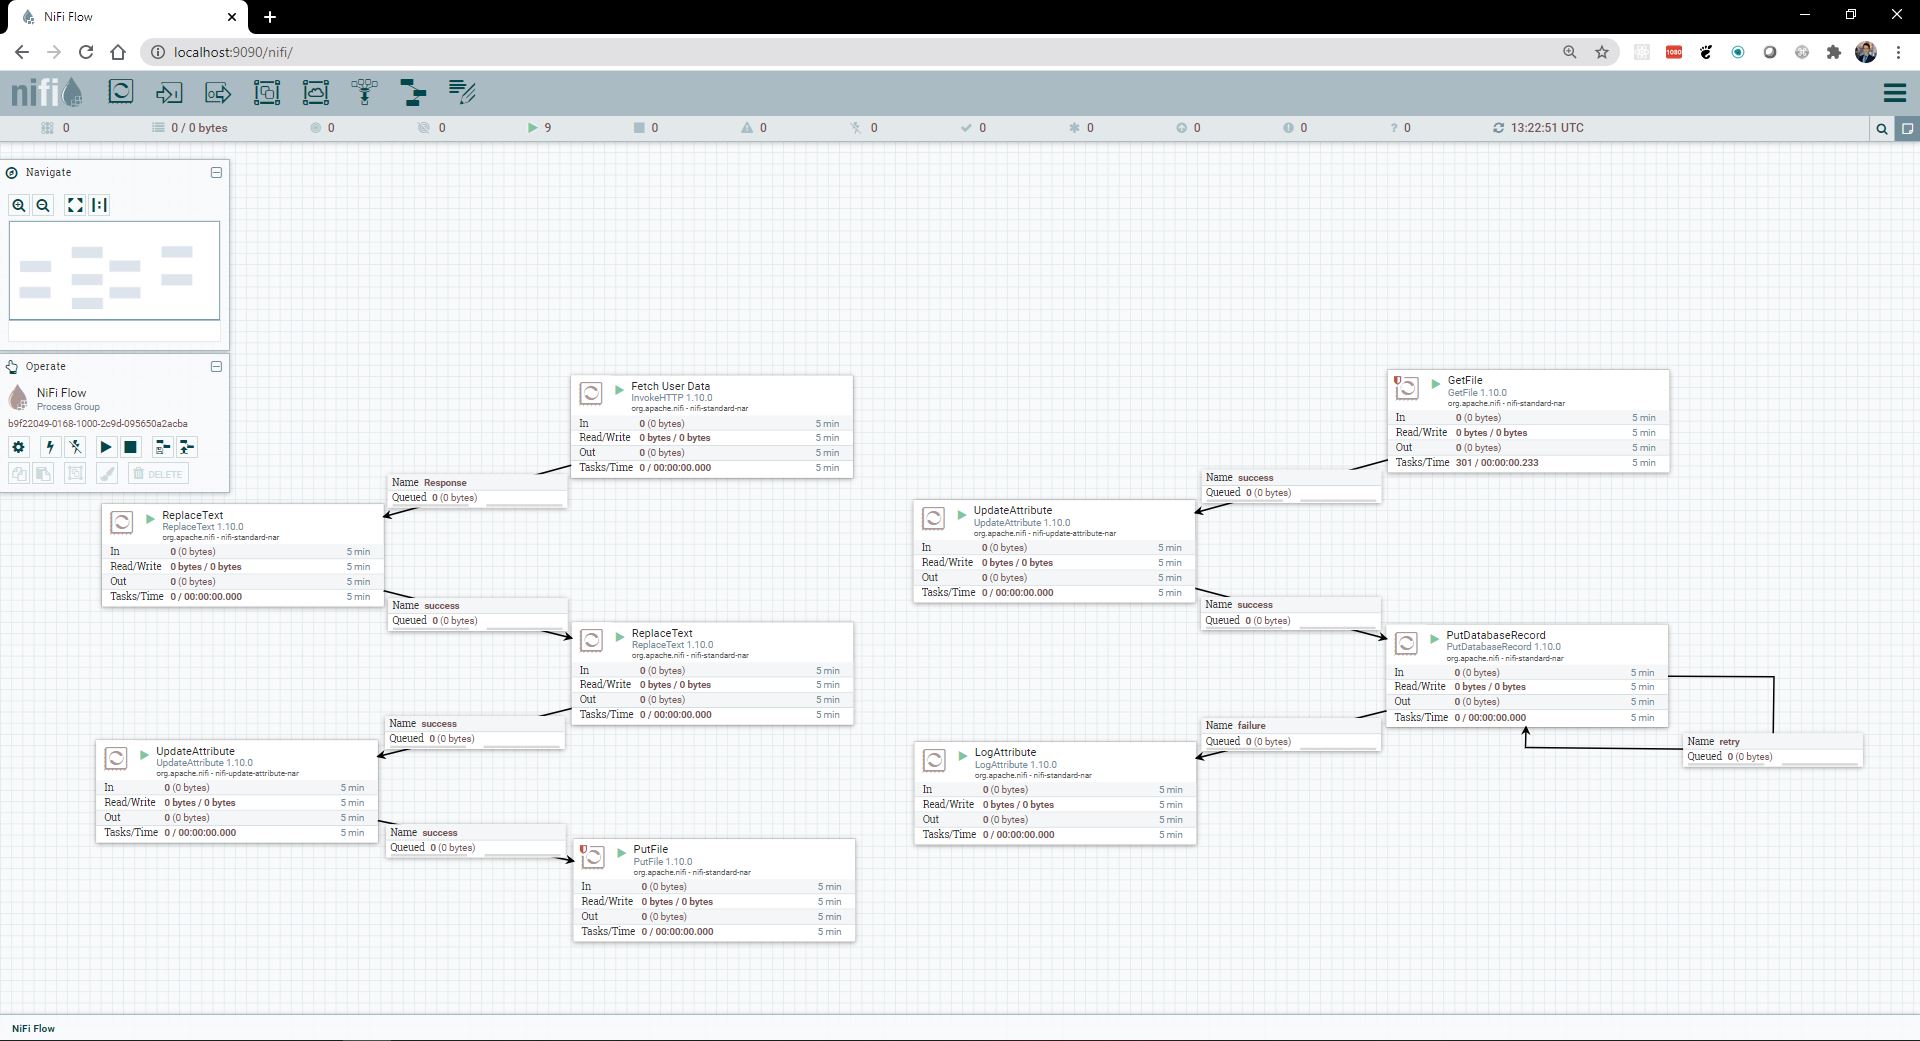 NiFi Flow
localhost:9090/nifi/
1080
nifi
0
0 / 0 bytes
0
0
9
0
0
0
0
0
0
0
? 0
13:22:51 UTC
Navigate
Operate
NiFi Flow
Process Group
b9f22049-0168-1000-2c9d-095650a2acba
DELETE
Fetch User Data
InvokeHTTP 1.10.0
org.apache.nifi - nifi-standard-nar
In 0 (0 bytes) 5 min
Read/Write 0 bytes / 0 bytes 5 min
Out 0 (0 bytes) 5 min
Tasks/Time 0 / 00:00:00.000 5 min
Name Response
Queued 0 (0 bytes)
ReplaceText
ReplaceText 1.10.0
org.apache.nifi - nifi-standard-nar
In 0 (0 bytes) 5 min
Read/Write 0 bytes / 0 bytes 5 min
Out 0 (0 bytes) 5 min
Tasks/Time 0 / 00:00:00.000 5 min
Name success
Queued 0 (0 bytes)
ReplaceText
ReplaceText 1.10.0
org.apache.nifi - nifi-standard-nar
In 0 (0 bytes) 5 min
Read/Write 0 bytes / 0 bytes 5 min
Out 0 (0 bytes) 5 min
Tasks/Time 0 / 00:00:00.000 5 min
Name success
Queued 0 (0 bytes)
UpdateAttribute
UpdateAttribute 1.10.0
org.apache.nifi - nifi-update-attribute-nar
In 0 (0 bytes) 5 min
Read/Write 0 bytes / 0 bytes 5 min
Out 0 (0 bytes) 5 min
Tasks/Time 0 / 00:00:00.000 5 min
Name success
Queued 0 (0 bytes)
PutFile
PutFile 1.10.0
org.apache.nifi - nifi-standard-nar
In 0 (0 bytes) 5 min
Read/Write 0 bytes / 0 bytes 5 min
Out 0 (0 bytes) 5 min
Tasks/Time 0 / 00:00:00.000 5 min
GetFile
GetFile 1.10.0
org.apache.nifi - nifi-standard-nar
In 0 (0 bytes) 5 min
Read/Write 0 bytes / 0 bytes 5 min
Out 0 (0 bytes) 5 min
Tasks/Time 301 / 00:00:00.233 5 min
Name success
Queued 0 (0 bytes)
UpdateAttribute
UpdateAttribute 1.10.0
org.apache.nifi - nifi-update-attribute-nar
In 0 (0 bytes) 5 min
Read/Write 0 bytes / 0 bytes 5 min
Out 0 (0 bytes) 5 min
Tasks/Time 0 / 00:00:00.000 5 min
Name success
Queued 0 (0 bytes)
PutDatabaseRecord
PutDatabaseRecord 1.10.0
org.apache.nifi - nifi-standard-nar
In 0 (0 bytes) 5 min
Read/Write 0 bytes / 0 bytes 5 min
Out 0 (0 bytes) 5 min
Tasks/Time 0 / 00:00:00.000 5 min
Name failure
Queued 0 (0 bytes)
Name retry
Queued 0 (0 bytes)
LogAttribute
LogAttribute 1.10.0
org.apache.nifi - nifi-standard-nar
In 0 (0 bytes) 5 min
Read/Write 0 bytes / 0 bytes 5 min
Out 0 (0 bytes) 5 min
Tasks/Time 0 / 00:00:00.000 5 min
NiFi Flow